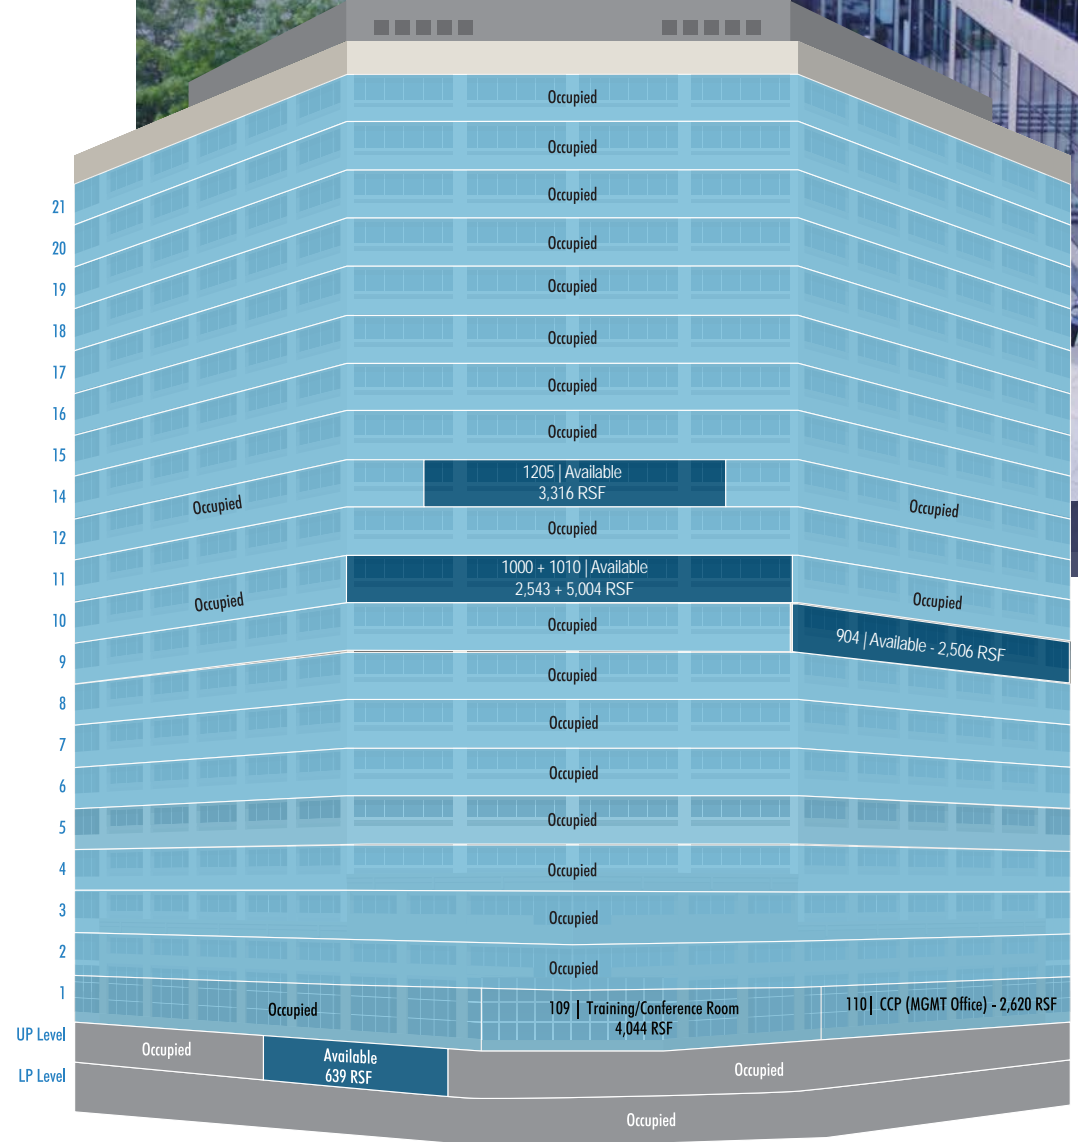 Occupied
Occupied
21
Occupied
20
Occupied
19
Occupied
18
Occupied
17
Occupied
16
Occupied
15
1205 | Available
3,316 RSF
14
Occupied
Occupied
12
Occupied
11
1000 + 1010 | Available
2,543 + 5,004 RSF
Occupied
Occupied
10
Occupied
904 | Available - 2,506 RSF
9
Occupied
8
Occupied
7
Occupied
6
Occupied
5
Occupied
4
Occupied
3
Occupied
2
1
Occupied
109 | Training/Conference Room
4,044 RSF
110 | CCP (MGMT Office) - 2,620 RSF
UP Level
Occupied
Available
639 RSF
Occupied
LP Level
Occupied